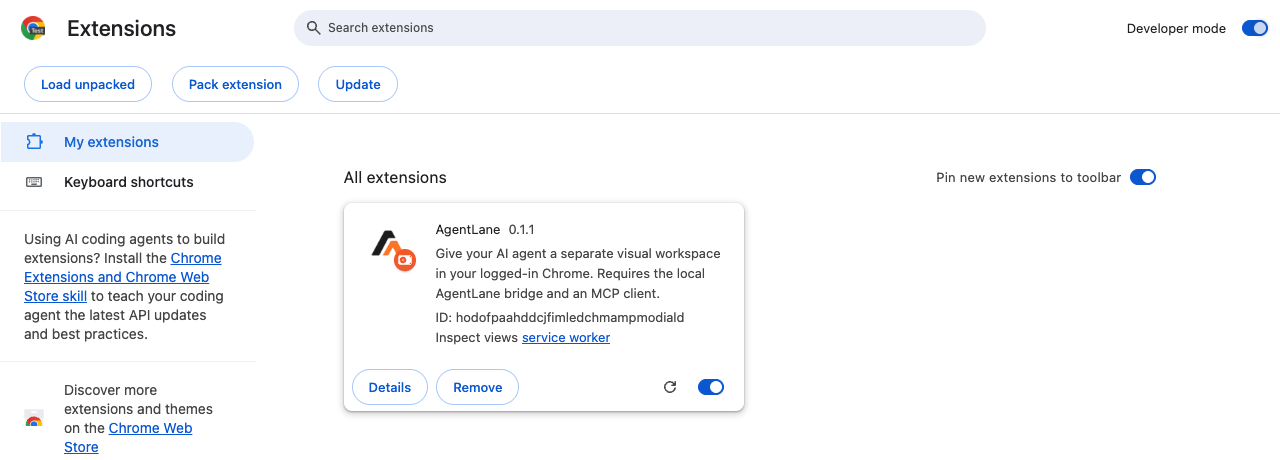 Test
Extensions
Search extensions
Developer mode
Load unpacked
Pack extension
Update
My extensions
Keyboard shortcuts
Using AI coding agents to build
extensions? Install the Chrome
Extensions and Chrome Web
Store skill to teach your coding
agent the latest API updates
and best practices.
Discover more
extensions and themes
on the Chrome Web
Store
All extensions
Pin new extensions to toolbar
AgentLane 0.1.1
Give your AI agent a separate visual workspace
in your logged-in Chrome. Requires the local
AgentLane bridge and an MCP client.
ID: hodofpaahddcjfimledchmampmodiald
Inspect views service worker
Details
Remove